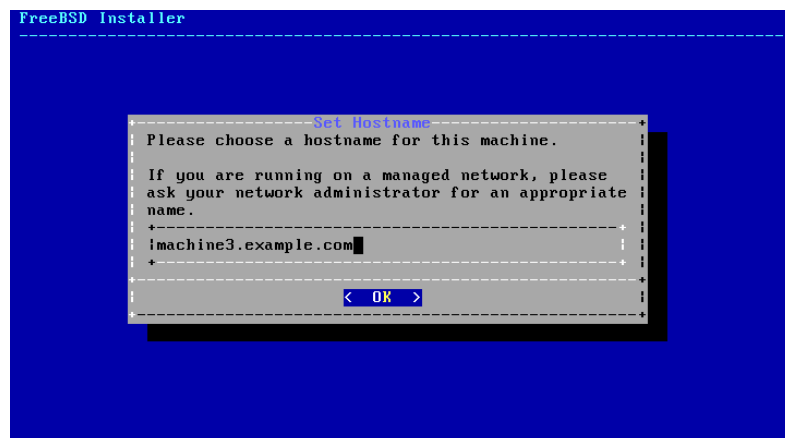 FreeBSD Installer
Set Hostname
Please choose a hostname for this machine.
If you are running on a managed network, please
ask your network administrator for an appropriate
name.
machine3.example.com
< OK >